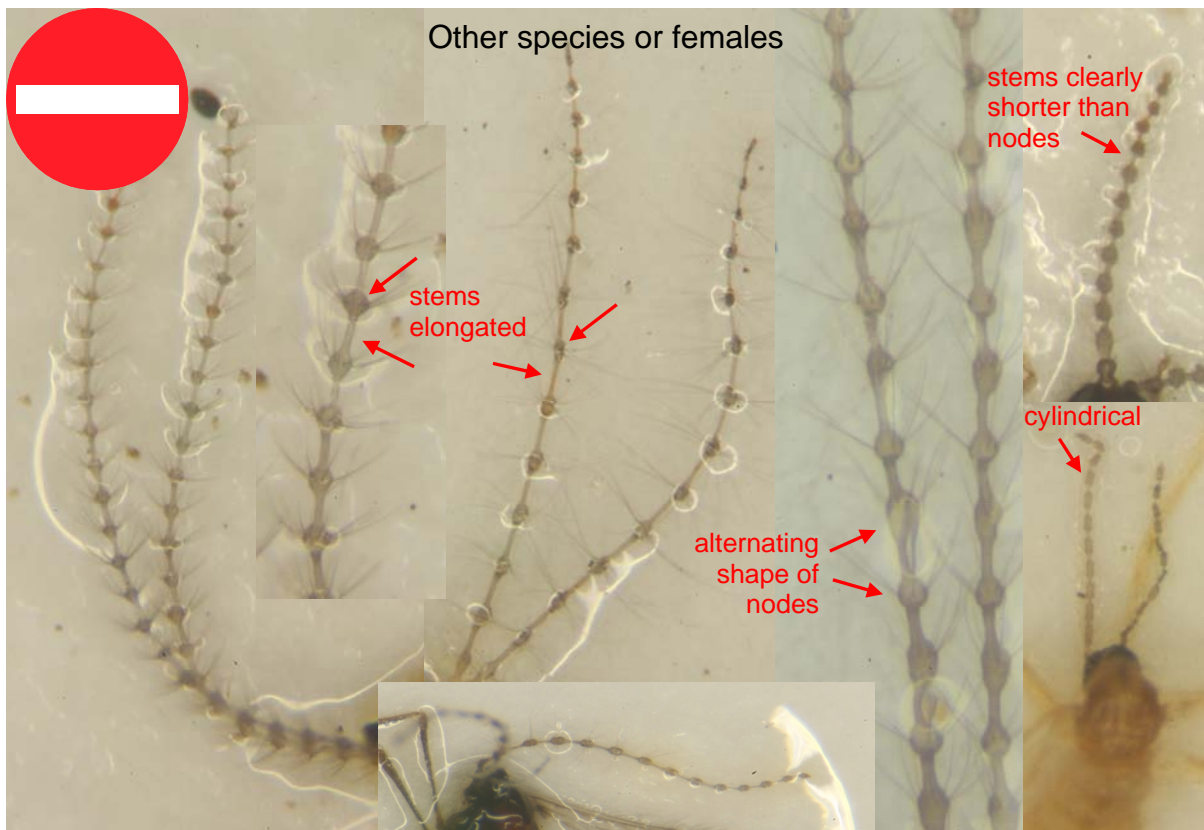 Other species or females
stems clearly
shorter than
nodes
stems
elongated
cylindrical
alternating
shape of
nodes